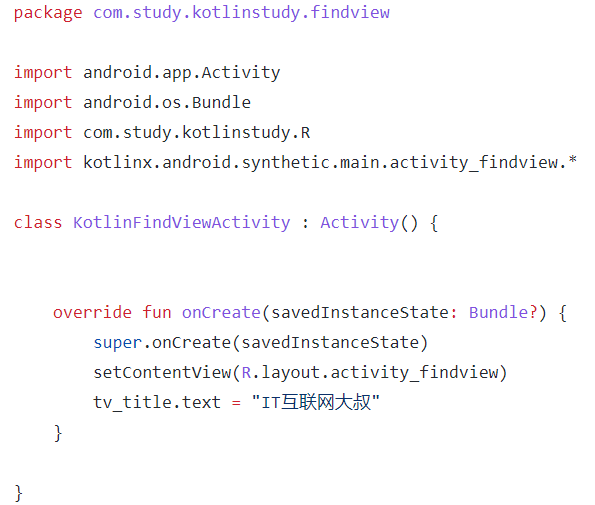 package com.study.kotlinstudy.findview
import android.app.Activity
import android.os.Bundle
import com.study.kotlinstudy.R
import kotlinx.android.synthetic.main.activity_findview.*
class KotlinFindViewActivity : Activity() {
override fun onCreate(savedInstanceState: Bundle?) {
super.onCreate(savedInstanceState)
setContentView(R.layout.activity_findview)
tv_title.text = "IT互联网大叔"
}
}